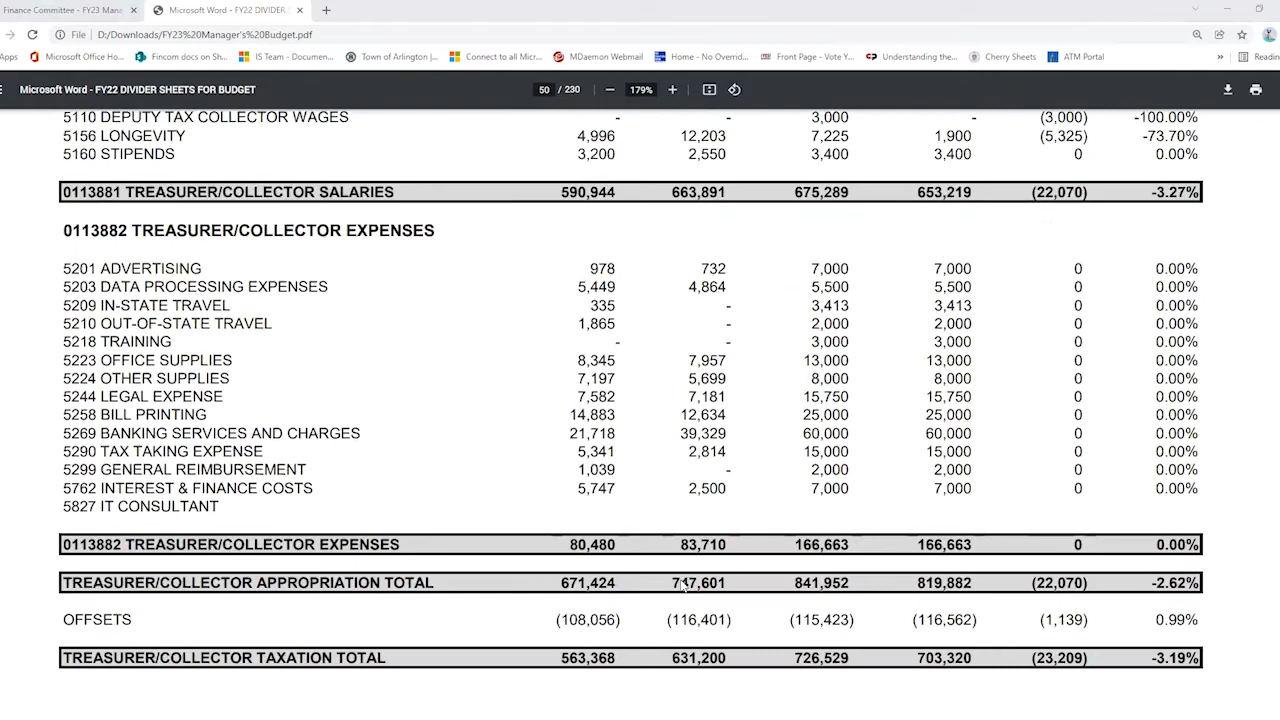 Finance Committee - FY23 Mana
Microsoft Word - FY22 DIVIDER
File D:/Downloads/FY23%20Manager's%20Budget.pdf
Apps Microsoft Office Ho... Fincom docs on Sh... IS Team - Documen... Town of Arlington |... Connect to all Micr... MDaemon Webmail Home - No Overrid... Front Page - Vote Y... Understanding the... Cherry Sheets ATM Portal » Readin
Microsoft Word - FY22 DIVIDER SHEETS FOR BUDGET 50 / 230 179%
5110 DEPUTY TAX COLLECTOR WAGES - - 3,000 - (3,000) -100.00%
5156 LONGEVITY 4,996 12,203 7,225 1,900 (5,325) -73.70%
5160 STIPENDS 3,200 2,550 3,400 3,400 0 0.00%
0113881 TREASURER/COLLECTOR SALARIES 590,944 663,891 675,289 653,219 (22,070) -3.27%
0113882 TREASURER/COLLECTOR EXPENSES
5201 ADVERTISING 978 732 7,000 7,000 0 0.00%
5203 DATA PROCESSING EXPENSES 5,449 4,864 5,500 5,500 0 0.00%
5209 IN-STATE TRAVEL 335 - 3,413 3,413 0 0.00%
5210 OUT-OF-STATE TRAVEL 1,865 - 2,000 2,000 0 0.00%
5218 TRAINING - - 3,000 3,000 0 0.00%
5223 OFFICE SUPPLIES 8,345 7,957 13,000 13,000 0 0.00%
5224 OTHER SUPPLIES 7,197 5,699 8,000 8,000 0 0.00%
5244 LEGAL EXPENSE 7,582 7,181 15,750 15,750 0 0.00%
5258 BILL PRINTING 14,883 12,634 25,000 25,000 0 0.00%
5269 BANKING SERVICES AND CHARGES 21,718 39,329 60,000 60,000 0 0.00%
5290 TAX TAKING EXPENSE 5,341 2,814 15,000 15,000 0 0.00%
5299 GENERAL REIMBURSEMENT 1,039 - 2,000 2,000 0 0.00%
5762 INTEREST & FINANCE COSTS 5,747 2,500 7,000 7,000 0 0.00%
5827 IT CONSULTANT
0113882 TREASURER/COLLECTOR EXPENSES 80,480 83,710 166,663 166,663 0 0.00%
TREASURER/COLLECTOR APPROPRIATION TOTAL 671,424 747,601 841,952 819,882 (22,070) -2.62%
OFFSETS (108,056) (116,401) (115,423) (116,562) (1,139) 0.99%
TREASURER/COLLECTOR TAXATION TOTAL 563,368 631,200 726,529 703,320 (23,209) -3.19%